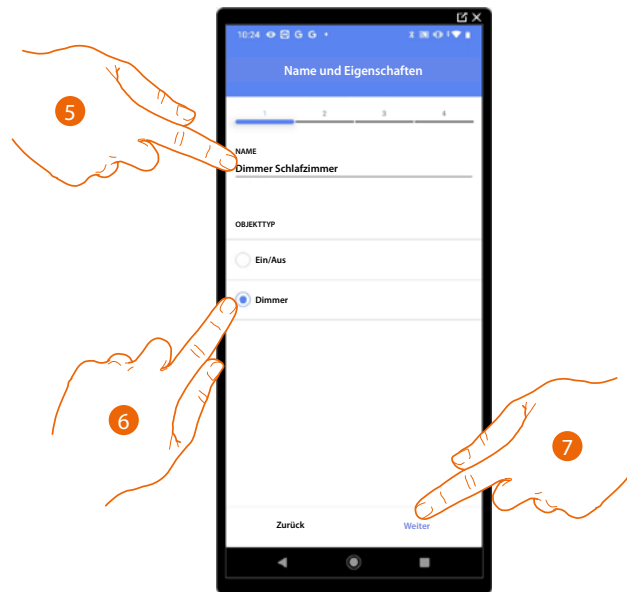 10:24 G G
Name und Eigenschaften
1 2 3 4
5
NAME
Dimmer Schlafzimmer
OBJEKTTYP
Ein/Aus
Dimmer
6
7
Zurück Weiter